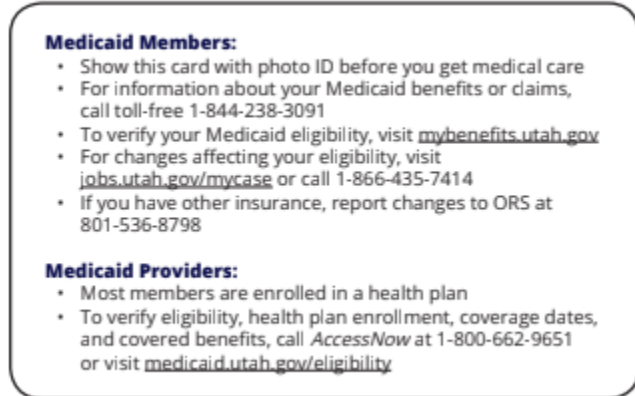 Medicaid Members:
• Show this card with photo ID before you get medical care
• For information about your Medicaid benefits or claims,
call toll-free 1-844-238-3091
• To verify your Medicaid eligibility, visit mybenefits.utah.gov
• For changes affecting your eligibility, visit
jobs.utah.gov/mycase or call 1-866-435-7414
• If you have other insurance, report changes to ORS at
801-536-8798
Medicaid Providers:
• Most members are enrolled in a health plan
• To verify eligibility, health plan enrollment, coverage dates,
and covered benefits, call AccessNow at 1-800-662-9651
or visit medicaid.utah.gov/eligibility